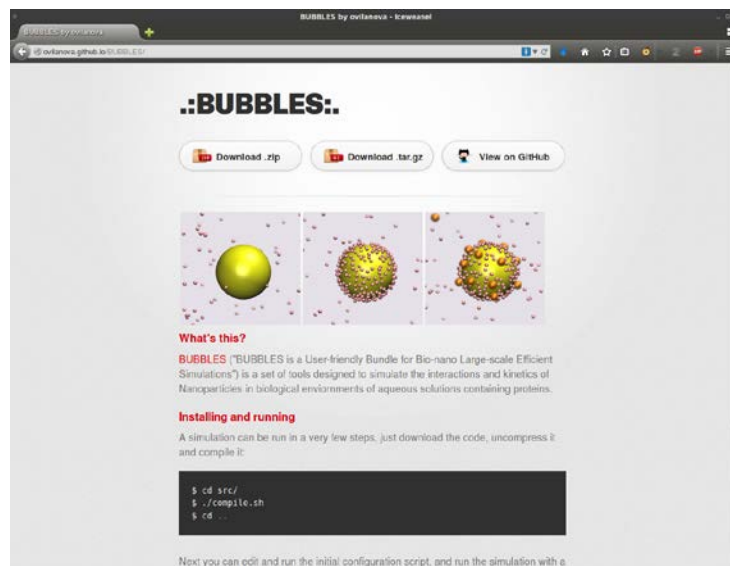 BUBBLES by ovilanova - Iceweasel
BUBBLES by ovilanova
ovilanova.github.io/BUBBLES/
.:BUBBLES:.
Download .zip
Download .tar.gz
View on GitHub
What's this?
BUBBLES ("BUBBLES is a User-friendly Bundle for Bio-nano Large-scale Efficient
Simulations") is a set of tools designed to simulate the interactions and kinetics of
Nanoparticles in biological enviornments of aqueous solutions containing proteins.
Installing and running
A simulation can be run in a very few steps, just download the code, uncompress it
and compile it:
$ cd src/
$ ./compile.sh
$ cd ..
Next you can edit and run the initial configuration script, and run the simulation with a